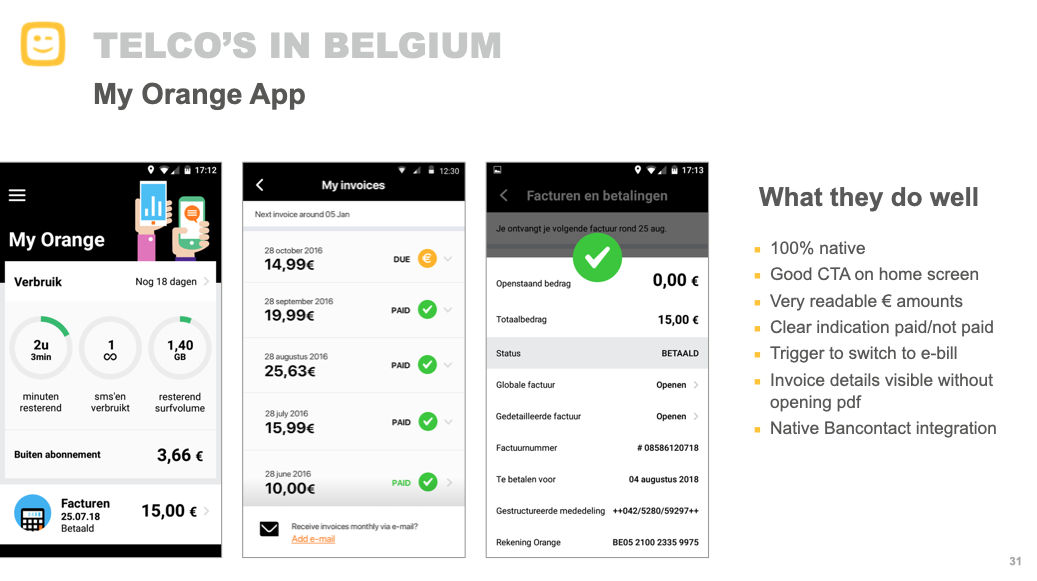 TELCO'S IN BELGIUM
My Orange App
17:12
My Orange
Verbruik
Nog 18 dagen
2u
3min
1
∞
1,40
GB
minuten
resterend
sms'en
verbruikt
resterend
surfvolume
Buiten abonnement
3,66 €
Facturen
25.07.18
Betaald
15,00 €
12:30
My invoices
Next invoice around 05 Jan
28 october 2016
14,99€
DUE
€
28 september 2016
19,99€
PAID
28 augustus 2016
25,63€
PAID
28 july 2016
15,99€
PAID
28 june 2016
10,00€
PAID
Receive invoices monthly via e-mail?
Add e-mail
17:13
Facturen en betalingen
Je ontvangt je volgende factuur rond 25 aug.
Openstaand bedrag
0,00 €
Totaalbedrag
15,00 €
Status
BETAALD
Globale factuur
Openen
Gedetailleerde factuur
Openen
Factuurnummer
# 08586120718
Te betalen voor
04 augustus 2018
Gestructureerde mededeling
++042/5280/59297++
Rekening Orange
BE05 2100 2335 9975
What they do well
100% native
Good CTA on home screen
Very readable € amounts
Clear indication paid/not paid
Trigger to switch to e-bill
Invoice details visible without
opening pdf
Native Bancontact integration
31